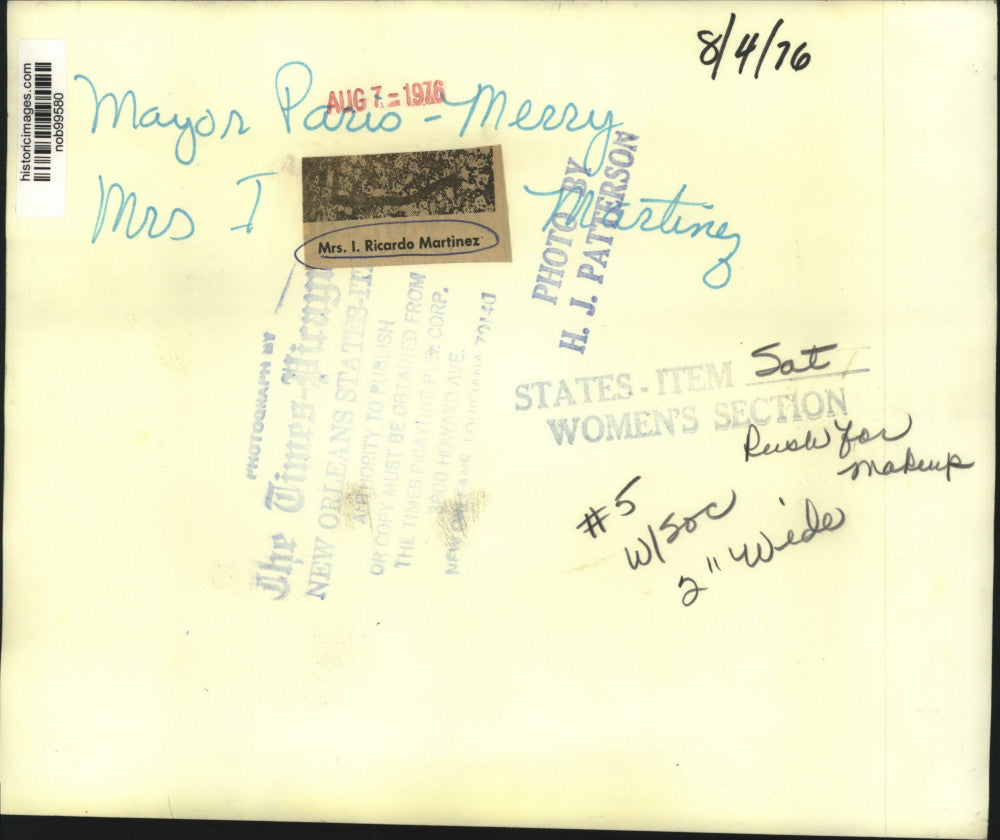 8/4/76
historicimages.com
nob99580
AUG 7 - 1976
Mayor Paris - Merry
Mrs I Martinez
Mrs. I. Ricardo Martinez
PHOTO BY
H. J. PATTERSON
PHOTOGRAPH BY
The Times-Picayune
NEW ORLEANS STATES-ITEM
AUTHORITY TO PUBLISH
OR COPY MUST BE OBTAINED FROM
THE TIMES-PICAYUNE PUB. CORP.
3800 HOWARD AVE.
NEW ORLEANS, LOUISIANA 70140
STATES-ITEM Sat
WOMEN'S SECTION
Rush for
makeup
#5
W/Soc
2" Wide